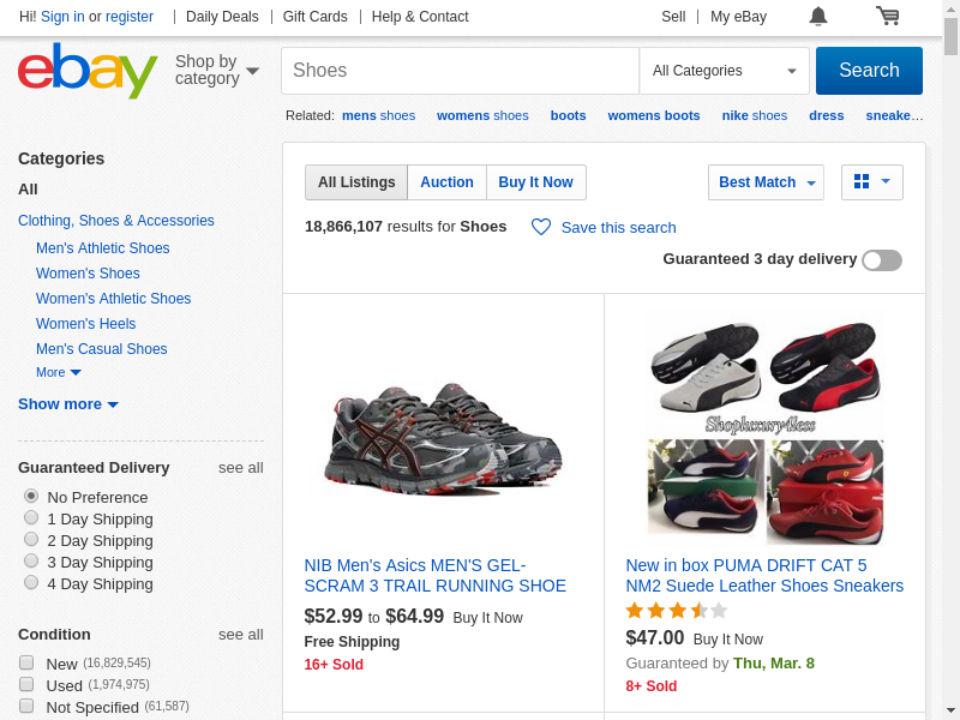 Hi! Sign in or register
Daily Deals
Gift Cards
Help & Contact
Sell
My eBay
ebay
Shop by
category
Shoes
All Categories
Search
Related: mens shoes womens shoes boots womens boots nike shoes dress sneake...
Categories
All
Clothing, Shoes & Accessories
Men's Athletic Shoes
Women's Shoes
Women's Athletic Shoes
Women's Heels
Men's Casual Shoes
More
Show more
Guaranteed Delivery see all
No Preference
1 Day Shipping
2 Day Shipping
3 Day Shipping
4 Day Shipping
Condition see all
New (16,829,545)
Used (1,974,975)
Not Specified (61,587)
All Listings
Auction
Buy It Now
Best Match
18,866,107 results for Shoes
Save this search
Guaranteed 3 day delivery
NIB Men's Asics MEN'S GEL-
SCRAM 3 TRAIL RUNNING SHOE
$52.99 to $64.99 Buy It Now
Free Shipping
16+ Sold
Shopluxury4less
New in box PUMA DRIFT CAT 5
NM2 Suede Leather Shoes Sneakers
$47.00 Buy It Now
Guaranteed by Thu, Mar. 8
8+ Sold